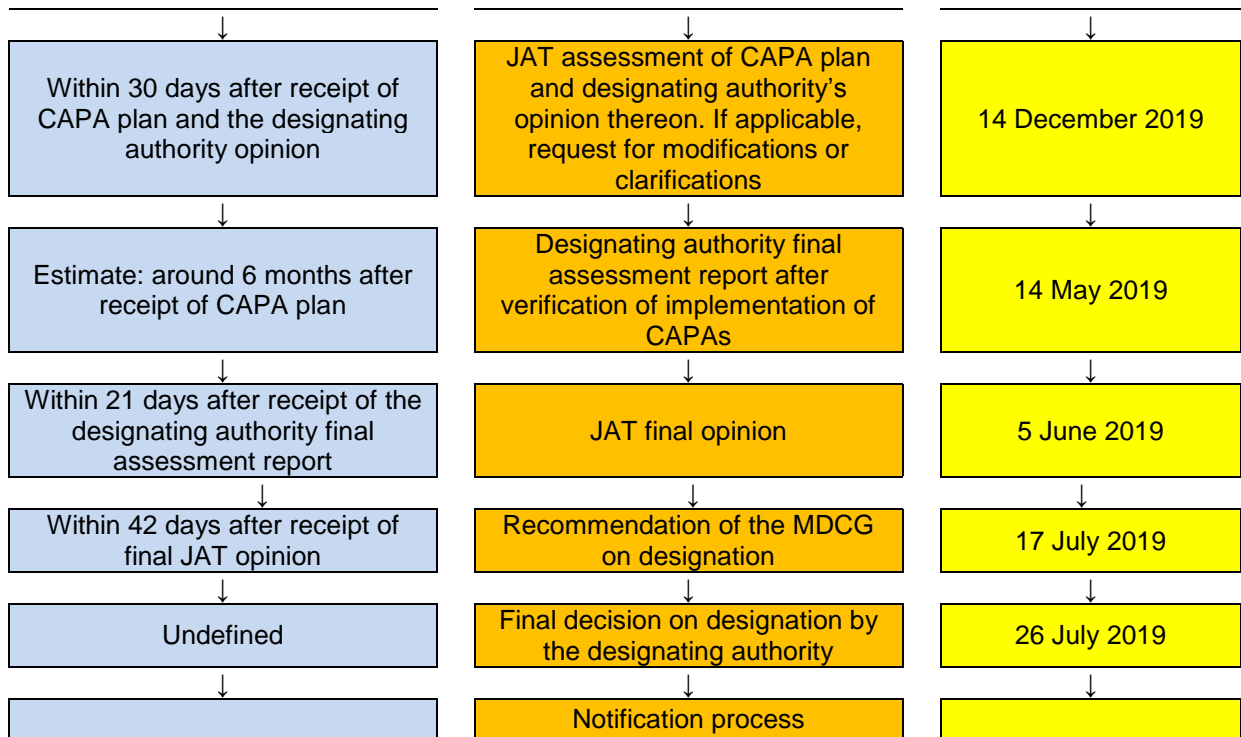 ↓ ↓ ↓
Within 30 days after receipt of
CAPA plan and the designating
authority opinion
JAT assessment of CAPA plan
and designating authority's
opinion thereon. If applicable,
request for modifications or
clarifications
14 December 2019
↓ ↓ ↓
Estimate: around 6 months after
receipt of CAPA plan
Designating authority final
assessment report after
verification of implementation of
CAPAs
14 May 2019
↓ ↓ ↓
Within 21 days after receipt of the
designating authority final
assessment report
JAT final opinion
5 June 2019
↓ ↓ ↓
Within 42 days after receipt of
final JAT opinion
Recommendation of the MDCG
on designation
17 July 2019
↓ ↓ ↓
Undefined
Final decision on designation by
the designating authority
26 July 2019
↓ ↓ ↓
Notification process